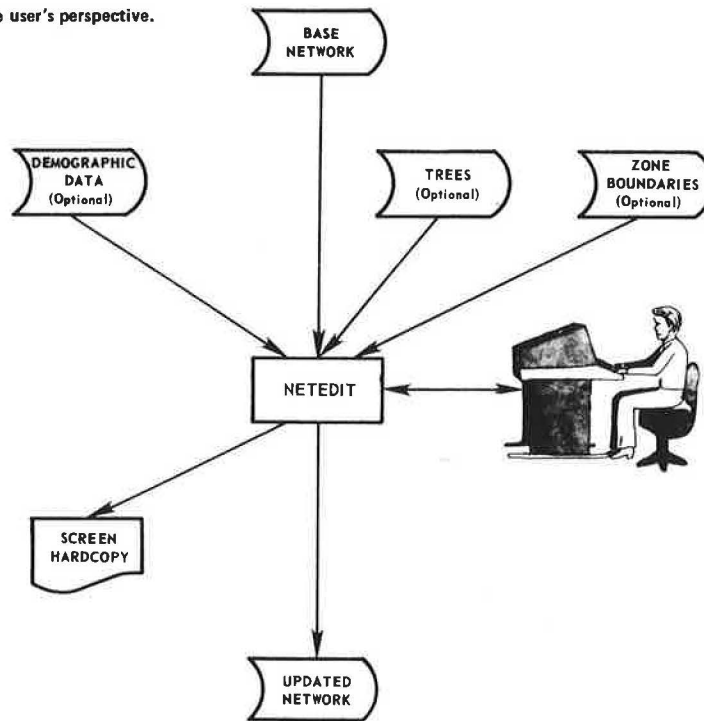 user's perspective.
BASE
NETWORK
DEMOGRAPHIC
DATA
(Optional)
TREES
(Optional)
ZONE
BOUNDARIES
(Optional)
NETEDIT
SCREEN
HARDCOPY
UPDATED
NETWORK